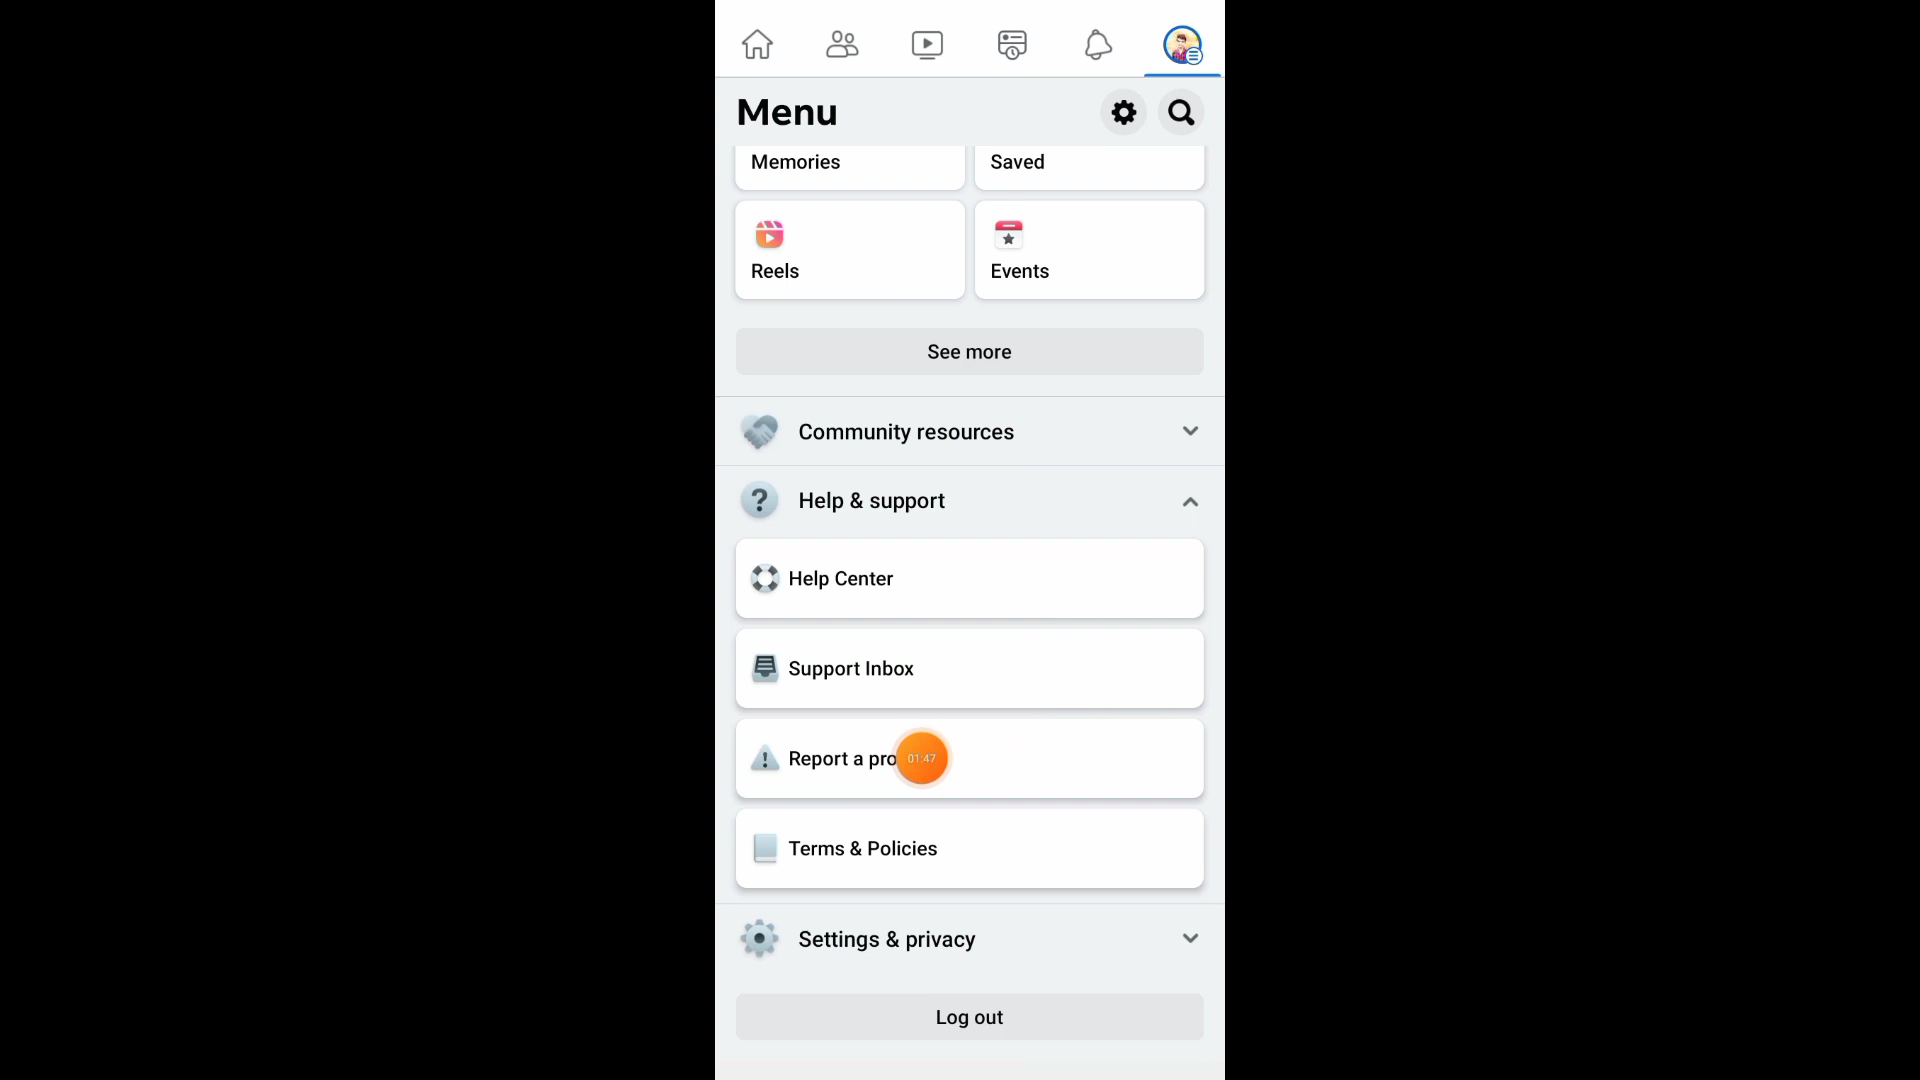 Menu
Memories
Saved
Reels
Events
See more
Community resources
Help & support
Help Center
Support Inbox
Report a pro
01:47
Terms & Policies
Settings & privacy
Log out